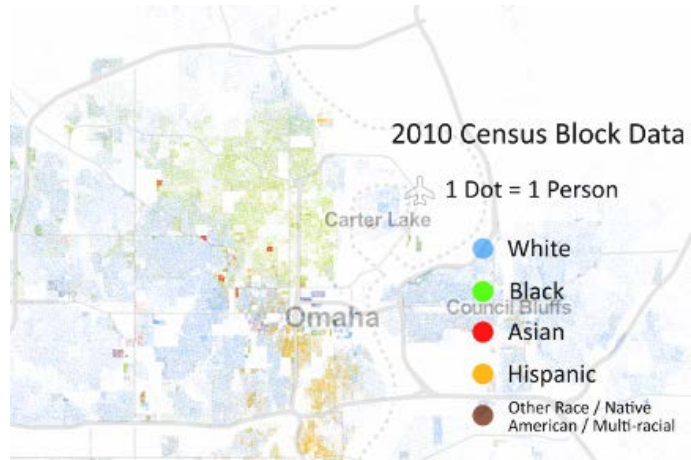 2010 Census Block Data
1 Dot = 1 Person
Carter Lake
White
Black
Council Bluffs
Omaha
Asian
Hispanic
Other Race / Native
American / Multi-racial